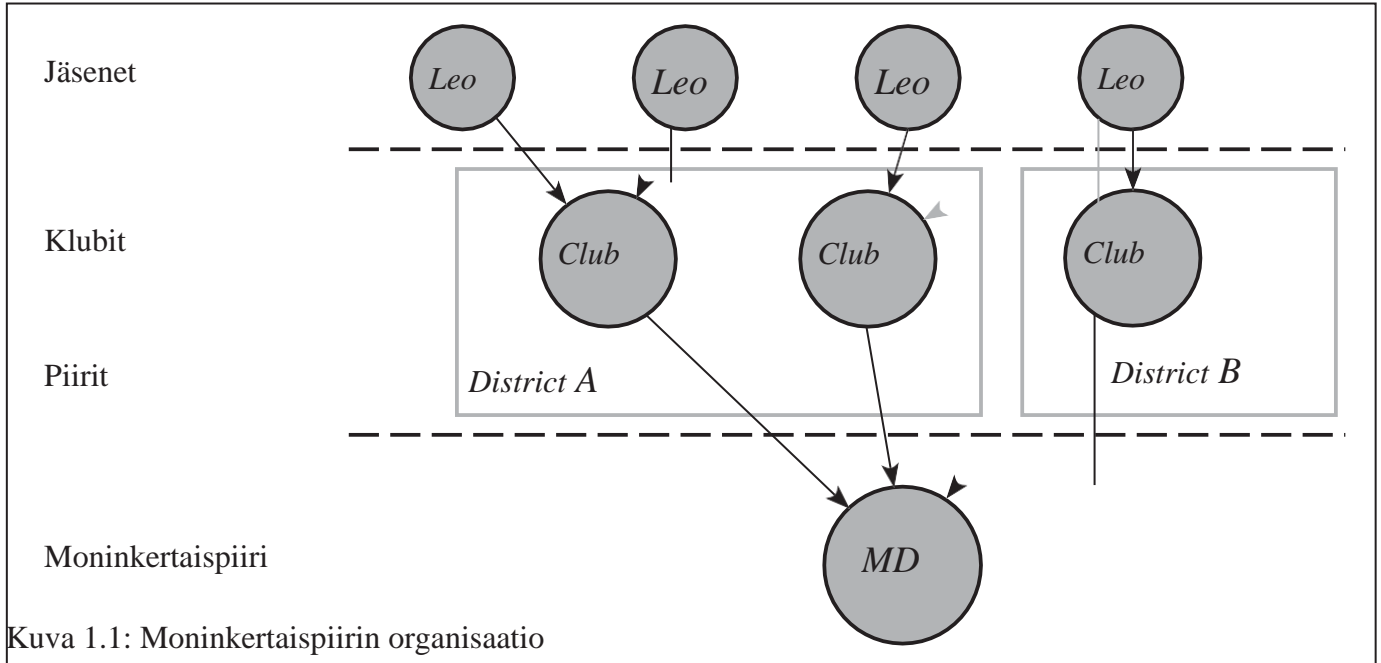 Jäsenet
Leo
Leo
Leo
Leo
Klubit
Club
Club
Club
Piirit
District A
District B
Moninkertaispiiri
MD
Kuva 1.1: Moninkertaispiirin organisaatio